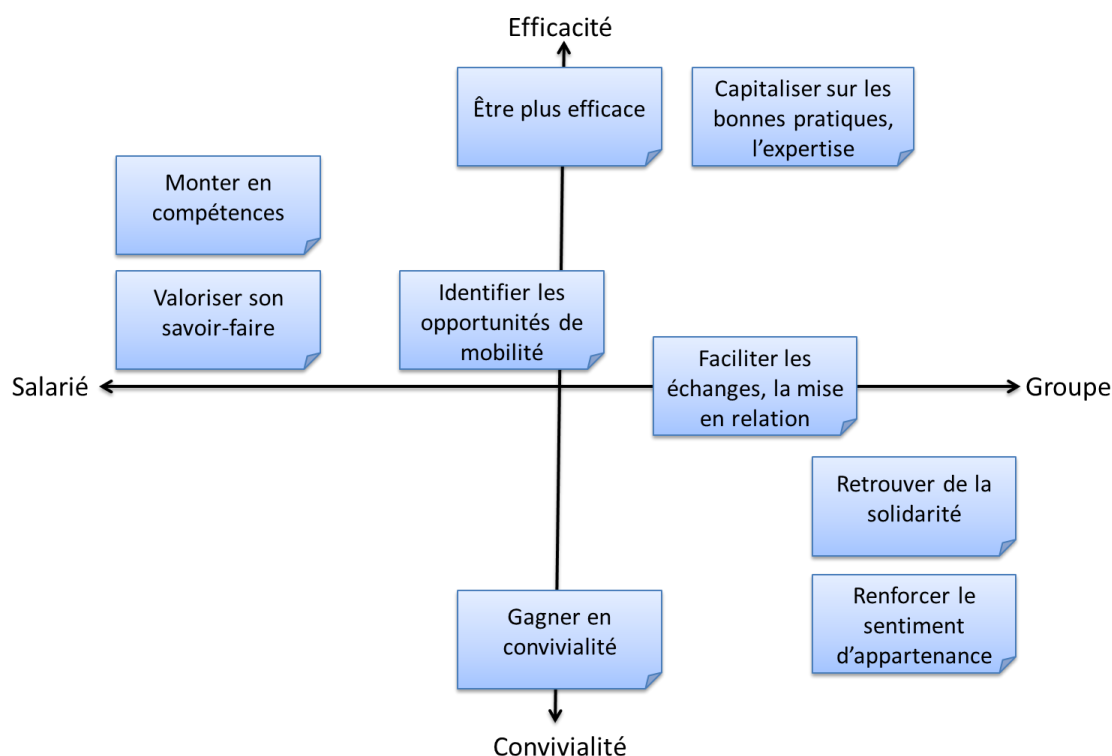 Efficacité
Être plus efficace
Capitaliser sur les
bonnes pratiques,
l’expertise
Monter en
compétences
Valoriser son
savoir-faire
Identifier les
opportunités de
mobilité
Faciliter les
échanges, la mise
en relation
Salarié
Groupe
Retrouver de la
solidarité
Gagner en
convivialité
Renforcer le
sentiment
d’appartenance
Convivialité